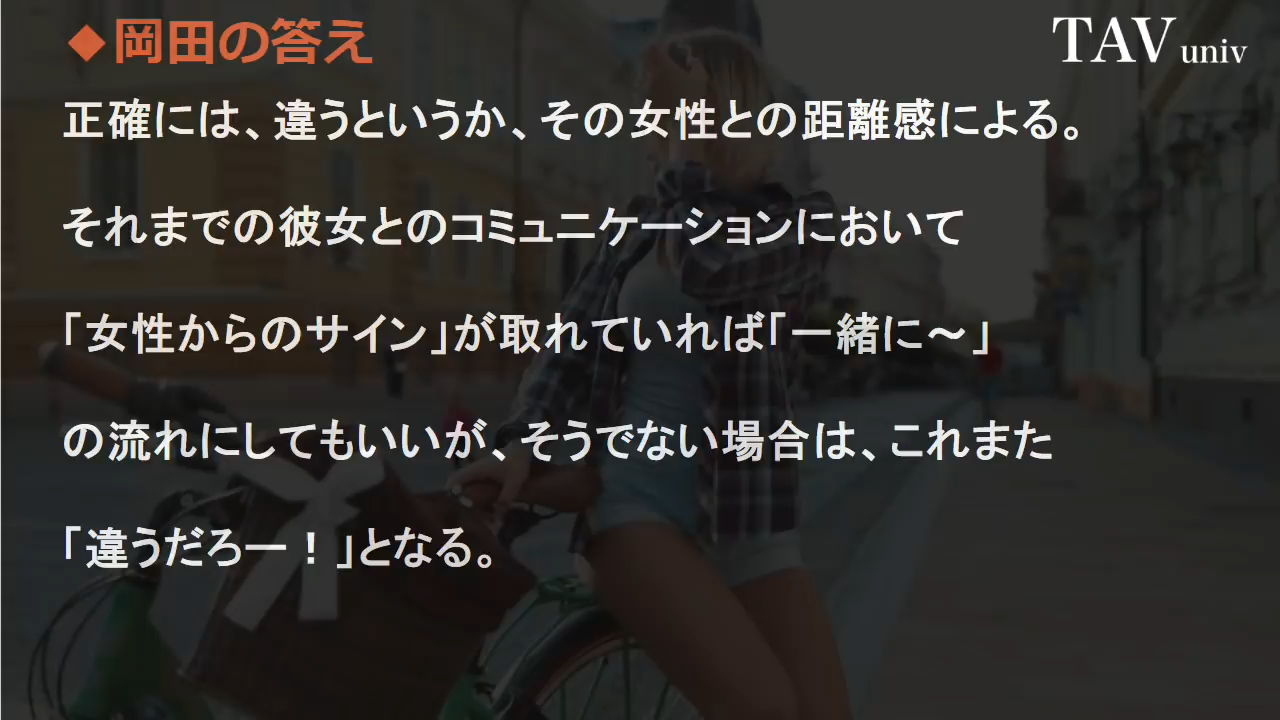 ◆岡田の答え
TAV univ
正確には、違うというか、その女性との距離感による。
それまでの彼女とのコミュニケーションにおいて
「女性からのサイン」が取れていれば「一緒に～」
の流れにしてもいいが、そうでない場合は、これまた
「違うだろー！」となる。